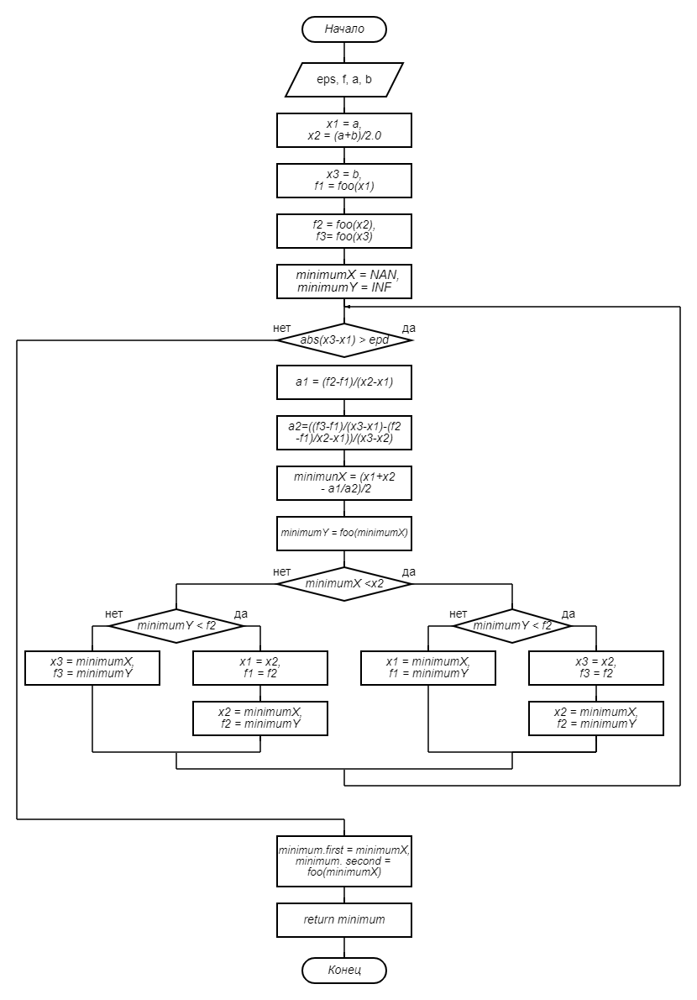 Начало
eps, f, a, b
x1 = a,
x2 = (a+b)/2.0
x3 = b,
f1 = foo(x1)
f2 = foo(x2),
f3= foo(x3)
minimumX = NAN,
minimumY = INF
нет
да
abs(x3-x1) > epd
a1 = (f2-f1)/(x2-x1)
a2=((f3-f1)/(x3-x1)-(f2
-f1)/x2-x1))/(x3-x2)
minimunX = (x1+x2
- a1/a2)/2
minimumY = foo(minimumX)
нет
да
minimumX <x2
нет
да
minimumY < f2
нет
да
minimumY < f2
x3 = minimumX,
f3 = minimumY
x1 = x2,
f1 = f2
x1 = minimumX,
f1 = minimumY
x3 = x2,
f3 = f2
x2 = minimumX,
f2 = minimumY
x2 = minimumX,
f2 = minimumY
minimum.first = minimumX,
minimum. second =
foo(minimumX)
return minimum
Конец